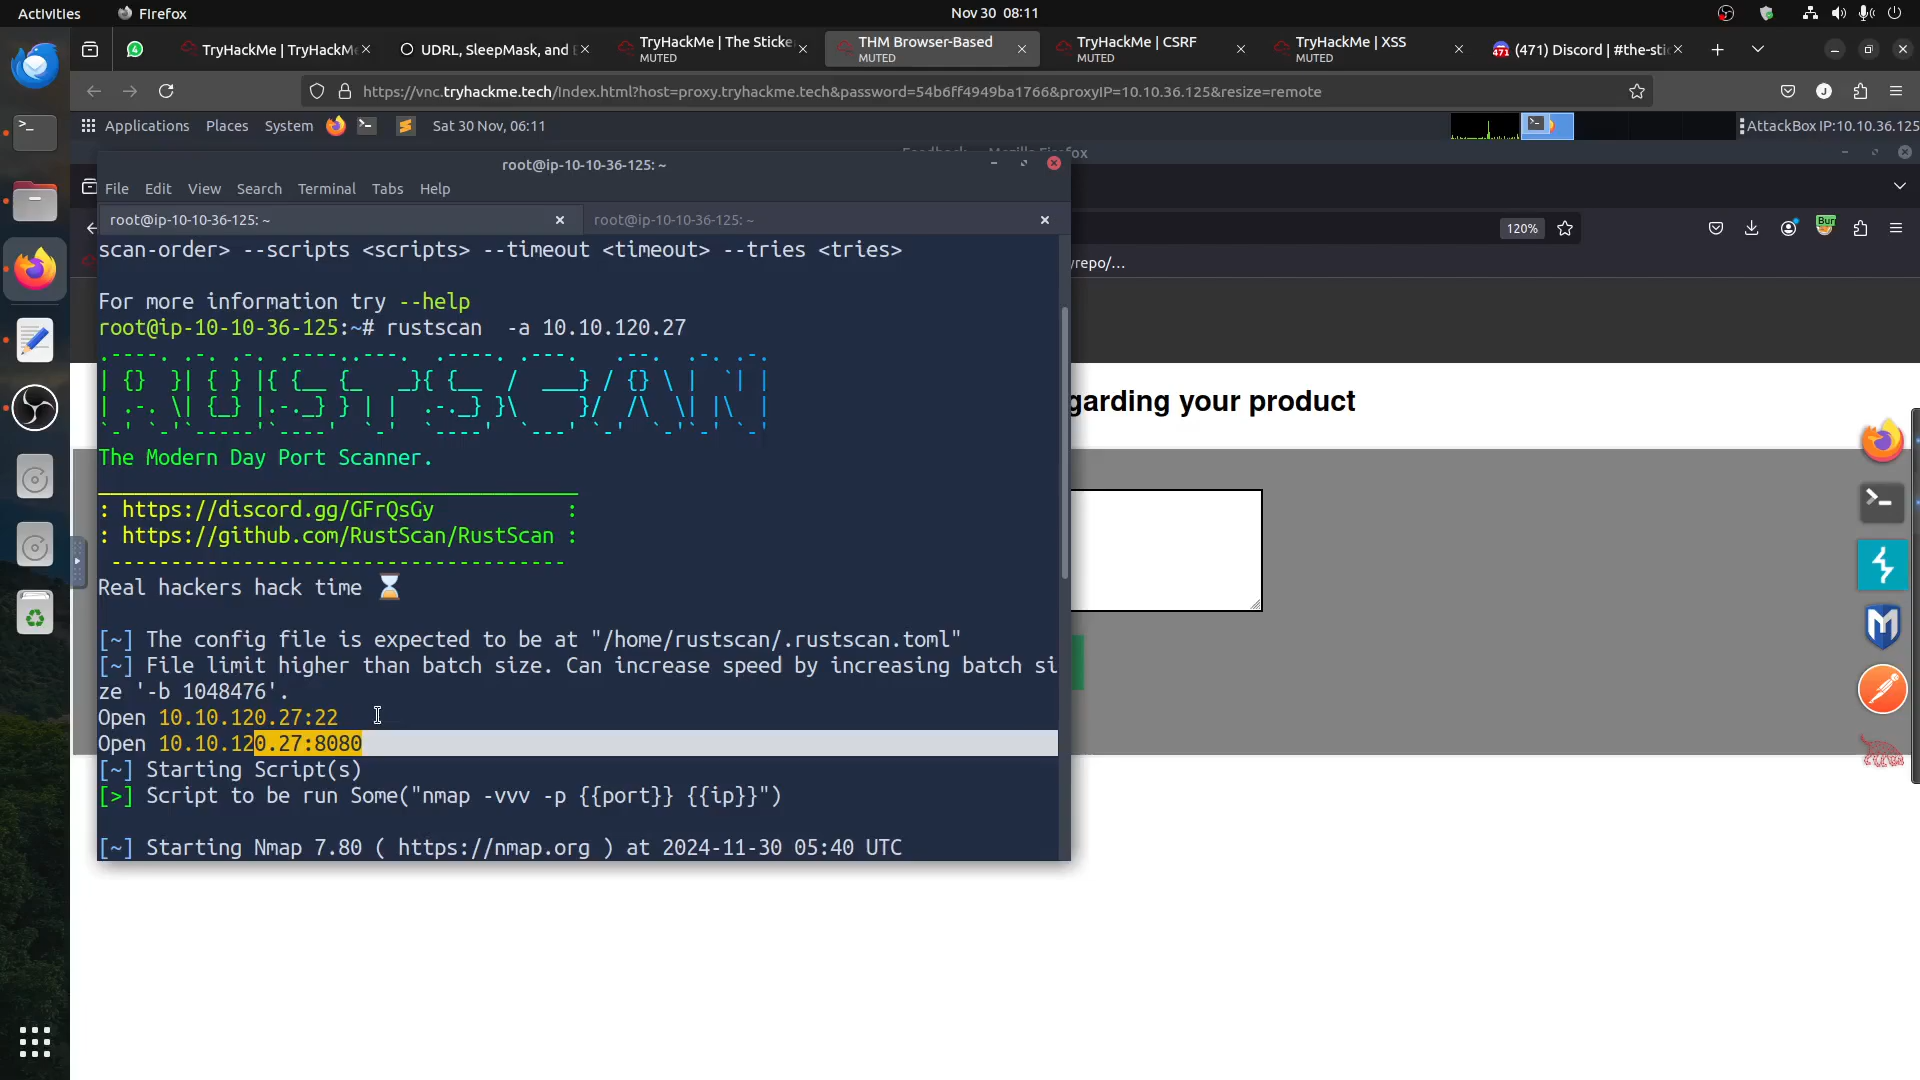 Activities
Firefox
Nov 30 08:11
TryHackMe | TryHackMe
UDRL, SleepMask, and
TryHackMe | The Sticke
MUTED
THM Browser-Based
MUTED
TryHackMe | CSRF
MUTED
TryHackMe | XSS
MUTED
(471) Discord | #the-sti
https://vnc.tryhackme.tech/index.html?host=proxy.tryhackme.tech&password=54b6ff4949ba1766&proxyIP=10.10.36.125&resize=remote
Applications Places System
Sat 30 Nov, 06:11
AttackBox IP:10.10.36.125
root@ip-10-10-36-125: ~
File Edit View Search Terminal Tabs Help
root@ip-10-10-36-125: ~
root@ip-10-10-36-125: ~
120%
yrepo/...
scan-order> --scripts <scripts> --timeout <timeout> --tries <tries>
For more information try --help
root@ip-10-10-36-125:~# rustscan  -a 10.10.120.27
The Modern Day Port Scanner.
: https://discord.gg/GFrQsGy :
: https://github.com/RustScan/RustScan :
Real hackers hack time ⌛
[~] The config file is expected to be at "/home/rustscan/.rustscan.toml"
[~] File limit higher than batch size. Can increase speed by increasing batch si
ze '-b 1048476'.
Open 10.10.120.27:22
Open 10.10.120.27:8080
[~] Starting Script(s)
[>] Script to be run Some("nmap -vvv -p {{port}} {{ip}}")
[~] Starting Nmap 7.80 ( https://nmap.org ) at 2024-11-30 05:40 UTC
garding your product